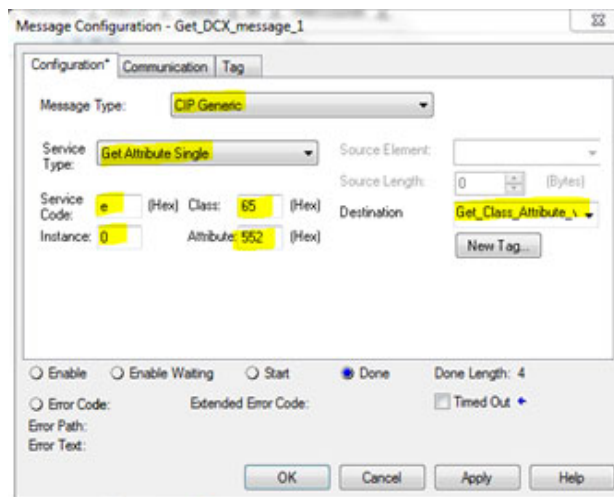 Message Configuration - Get_DCX_message_1
Configuration* Communication Tag
Message Type: CIP Generic
Service Type: Get Attribute Single Source Element:
Source Length: 0 (Bytes)
Service Code: e (Hex) Class: 65 (Hex) Destination Get_Class_Attribute_v
Instance: 0 Attribute: 552 (Hex) New Tag...
Enable Enable Waiting Start Done Done Length: 4
Error Code: Extended Error Code: Timed Out
Error Path:
Error Text:
OK Cancel Apply Help